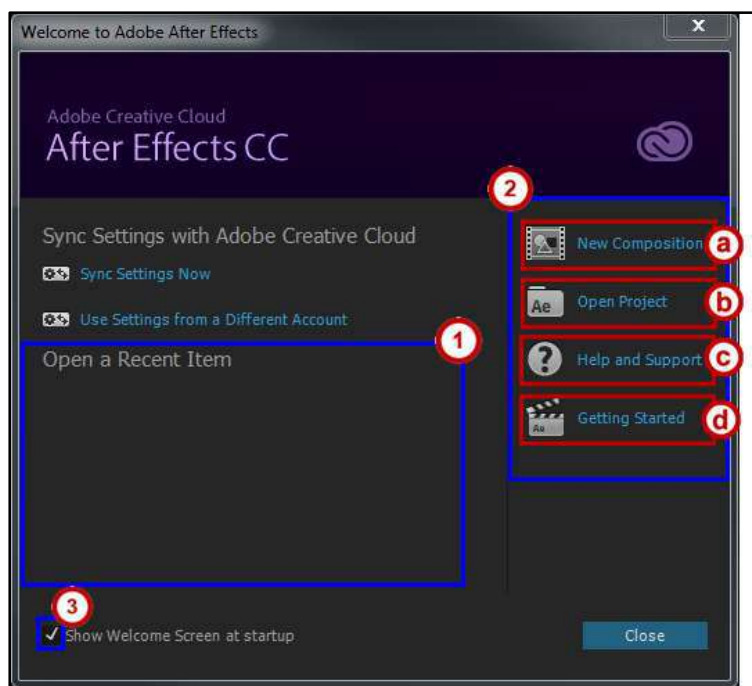 Welcome to Adobe After Effects
x
Adobe Creative Cloud
After Effects CC
2
Sync Settings with Adobe Creative Cloud
New Composition
a
Sync Settings Now
Ae
Open Project
b
Use Settings from a Different Account
1
Open a Recent Item
?
Help and Support
c
Ae
Getting Started
d
3
Show Welcome Screen at startup
Close